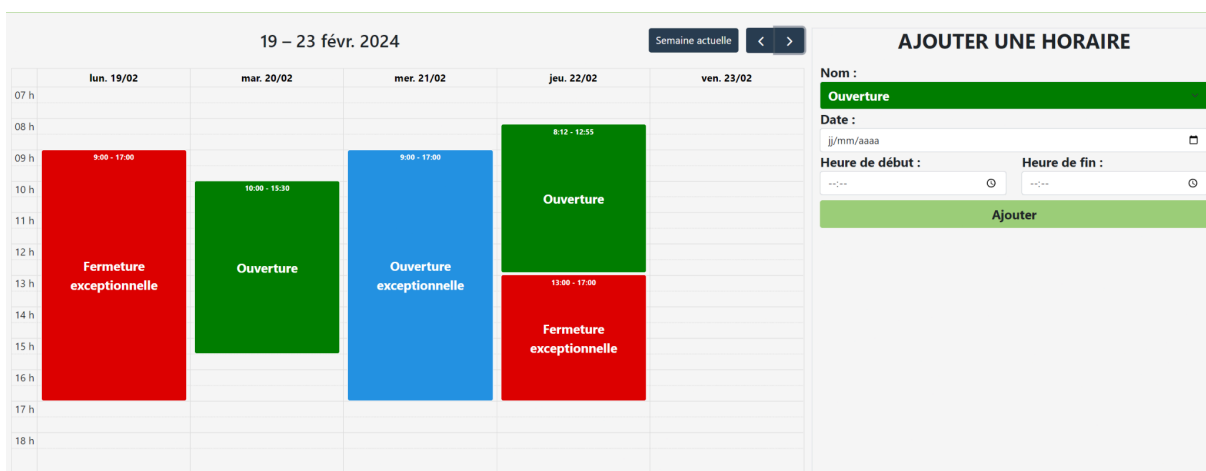 19 – 23 févr. 2024
Semaine actuelle
lun. 19/02
mar. 20/02
mer. 21/02
jeu. 22/02
ven. 23/02
07 h
08 h
09 h
10 h
11 h
12 h
13 h
14 h
15 h
16 h
17 h
18 h
9:00 - 17:00
Fermeture
exceptionnelle
10:00 - 15:30
Ouverture
9:00 - 17:00
Ouverture
exceptionnelle
8:12 - 12:55
Ouverture
13:00 - 17:00
Fermeture
exceptionnelle
AJOUTER UNE HORAIRE
Nom :
Ouverture
Date :
jj/mm/aaaa
Heure de début :
Heure de fin :
--:--
--:--
Ajouter